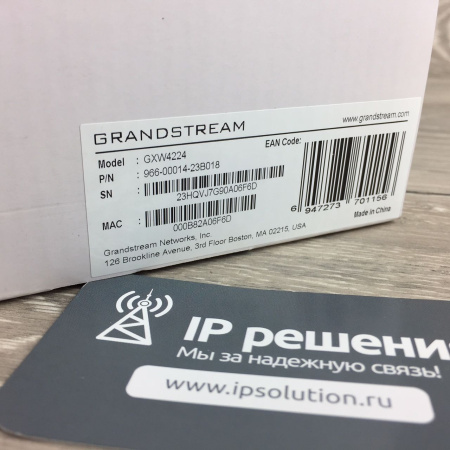 GRANDSTREAM
www.grandstream.com
Model : GXW4224
EAN Code:
P/N : 966-00014-23B018
SN :
23HQVJ7G90A06F6D
MAC :
000B82A06F6D
6 947273 701156
Made in China
Grandstream Networks, Inc.
126 Brookline Avenue, 3rd Floor Boston, MA 02215, USA
IP решения
Мы за надежную связь!
www.ipsolution.ru